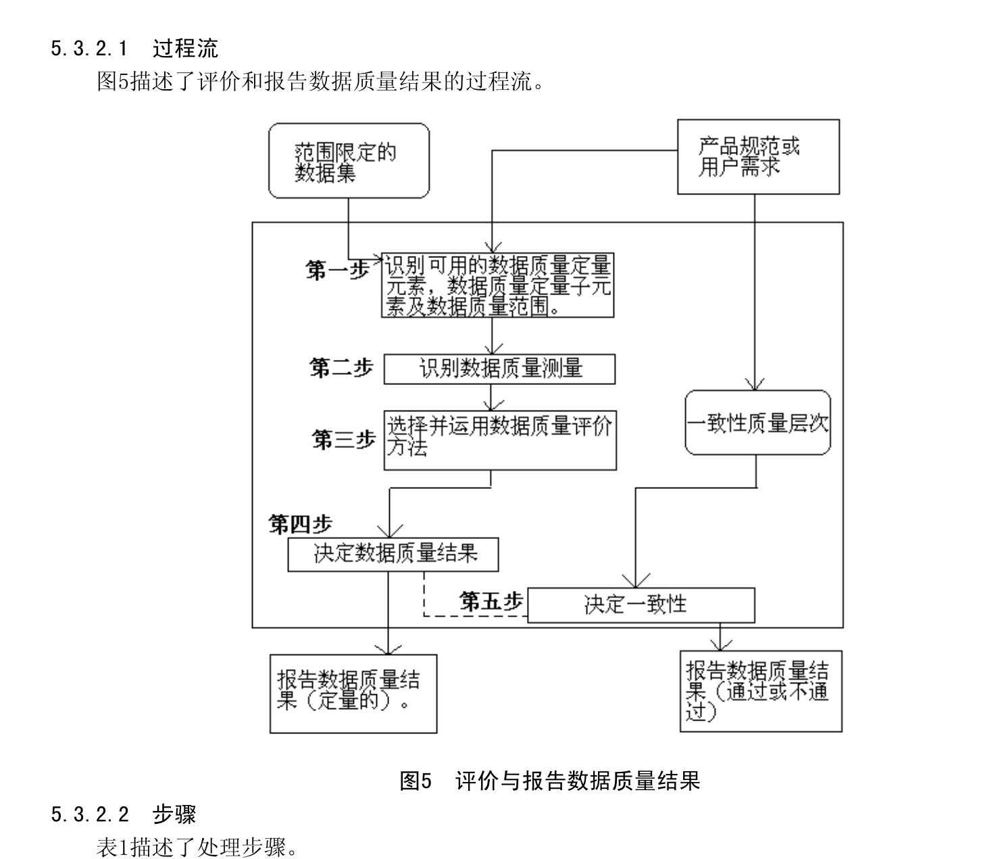 5.3.2.1 过程流
图5描述了评价和报告数据质量结果的过程流。
范围限定的
数据集
产品规范或
用户需求
第一步
识别可用的数据质量定量
元素，数据质量定量子元
素及数据质量范围。
第二步
识别数据质量测量
第三步
选择并运用数据质量评价
方法
一致性质量层次
第四步
决定数据质量结果
第五步
决定一致性
报告数据质量结
果（定量的）。
报告数据质量结
果（通过或不通
过）
图5 评价与报告数据质量结果
5.3.2.2 步骤
表1描述了处理步骤。